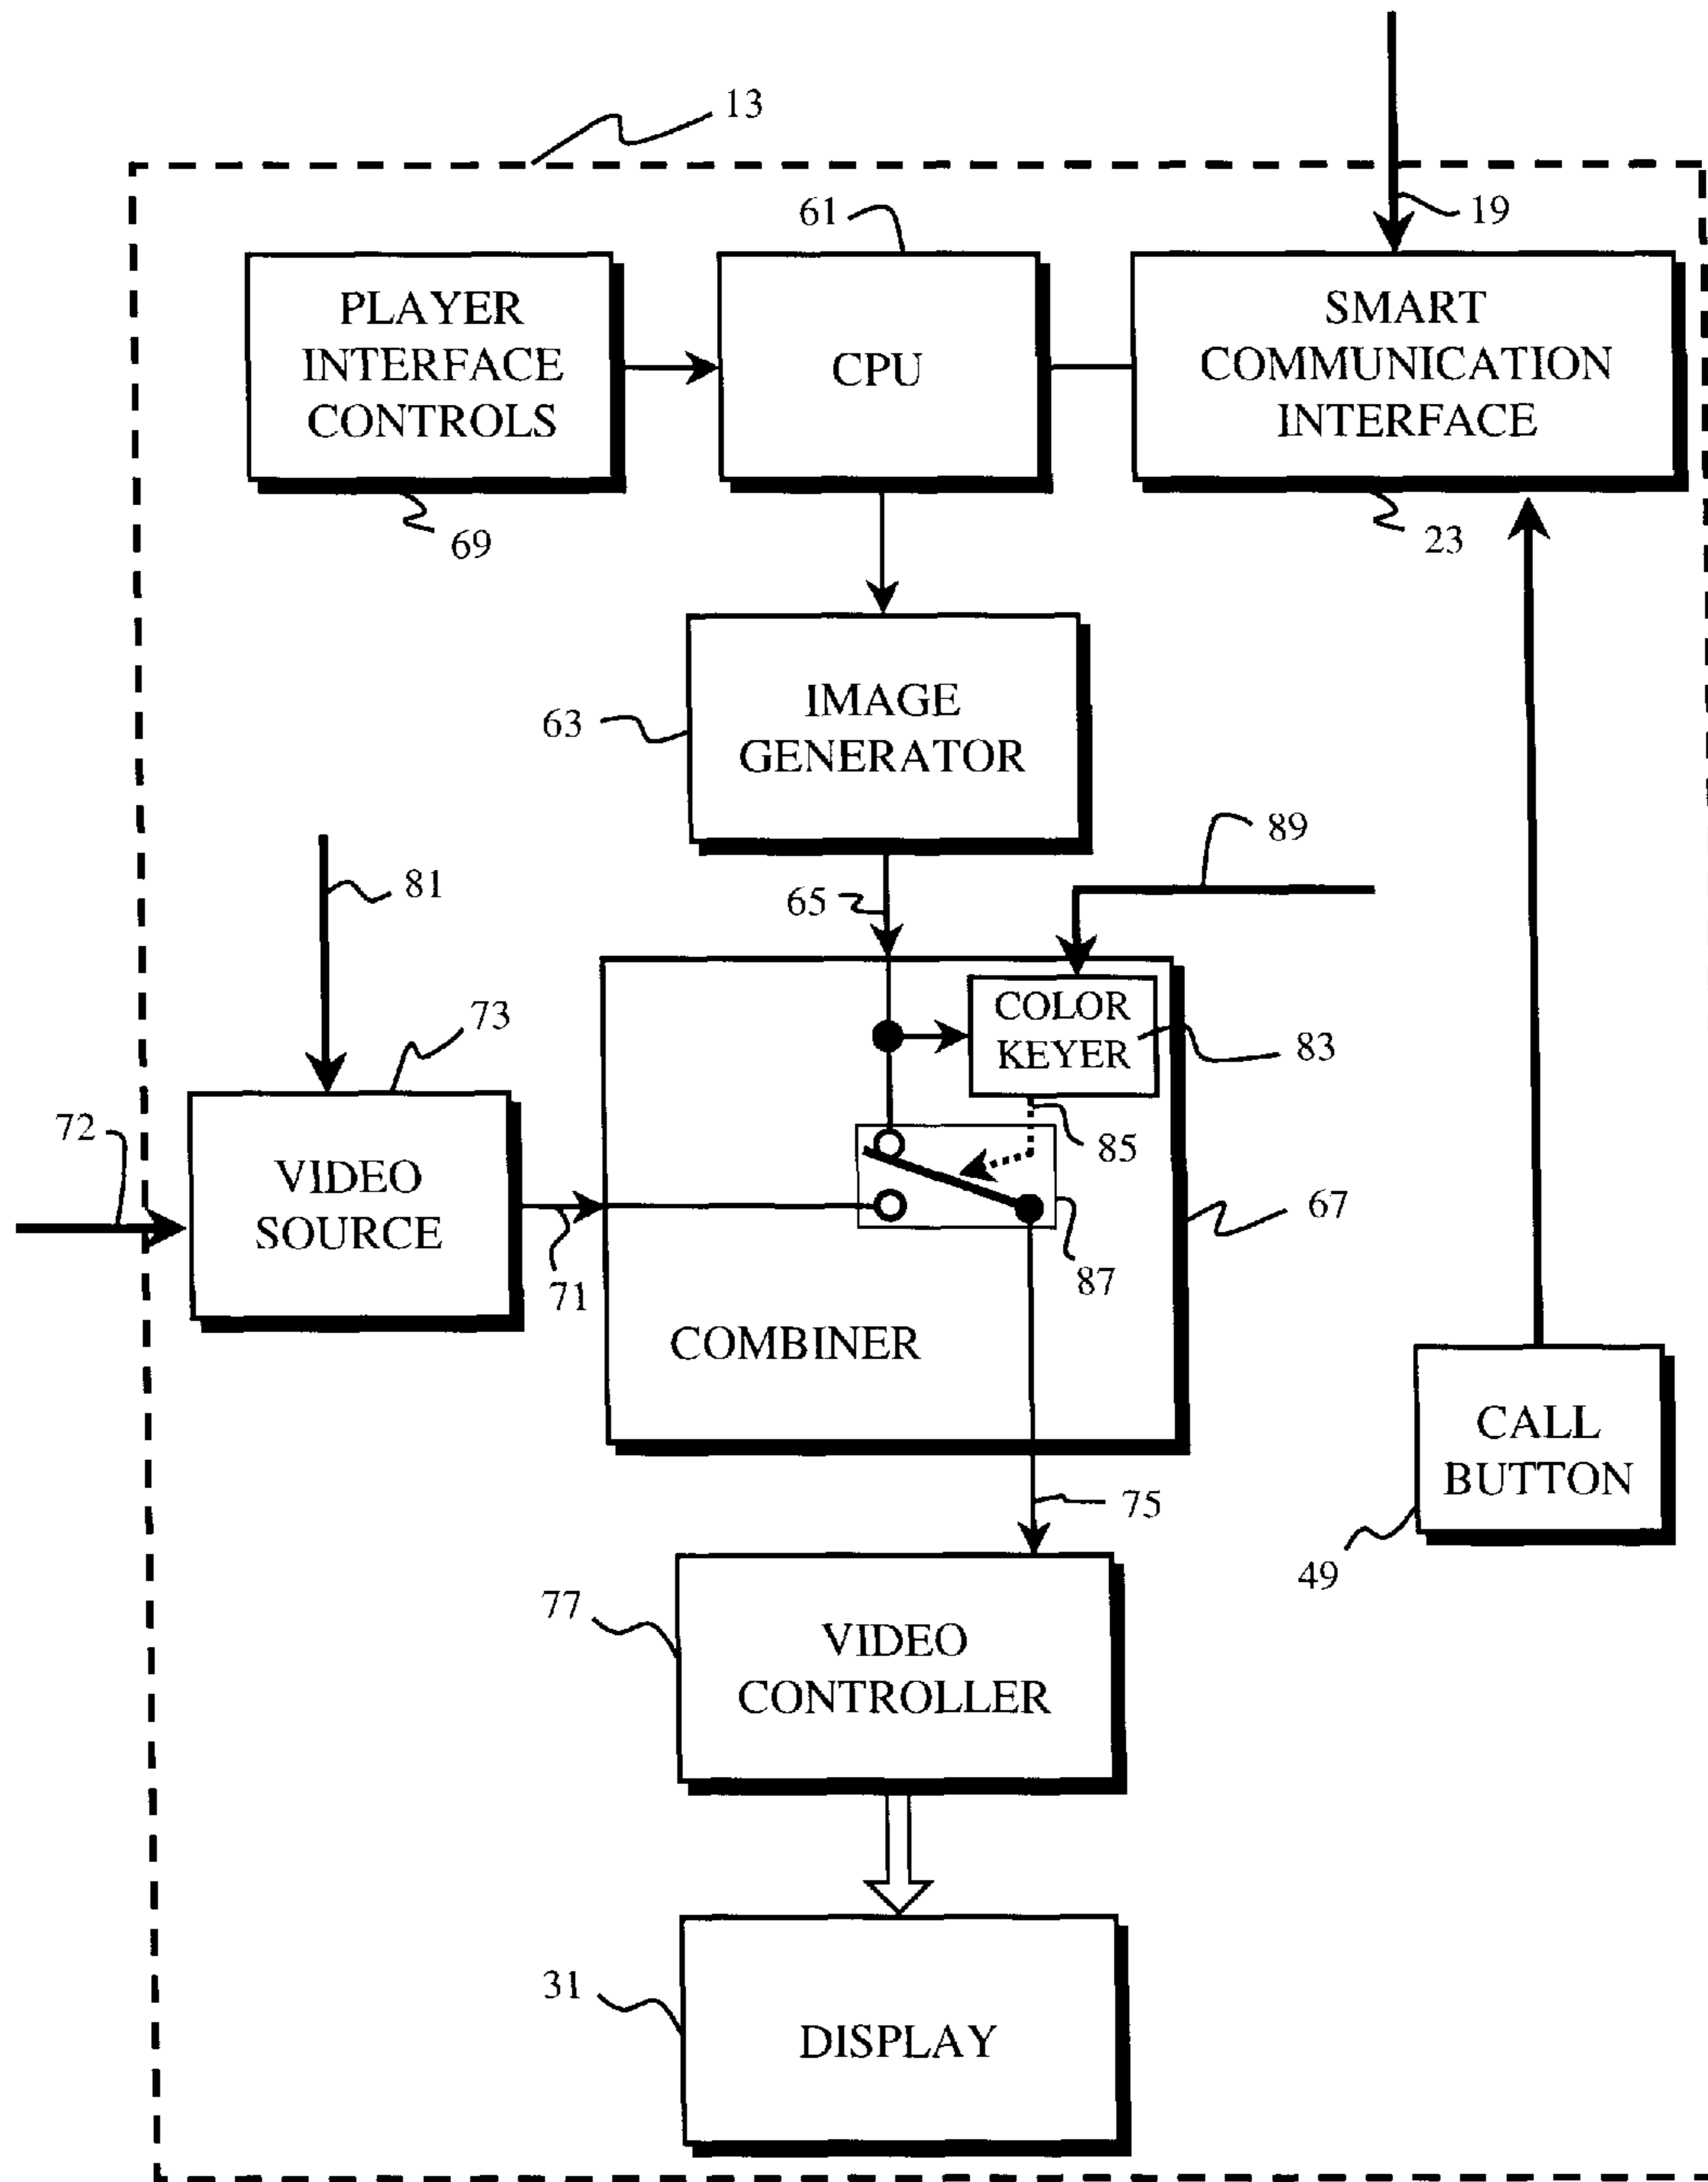 13
19
61
PLAYER
INTERFACE
CONTROLS
CPU
SMART
COMMUNICATION
INTERFACE
69
23
63
IMAGE
GENERATOR
89
81
65
73
COLOR
KEYER
83
72
85
VIDEO
SOURCE
67
71
87
COMBINER
CALL
BUTTON
75
49
77
VIDEO
CONTROLLER
31
DISPLAY